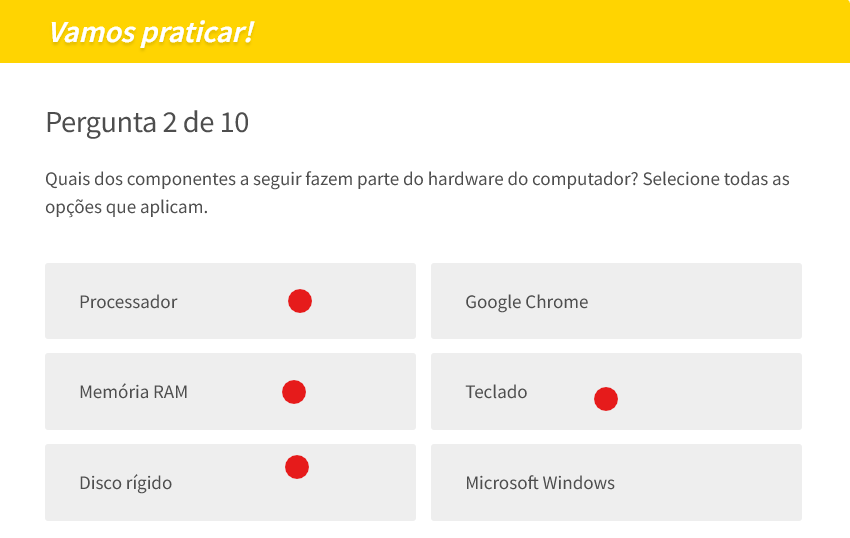 Vamos praticar!
Pergunta 2 de 10
Quais dos componentes a seguir fazem parte do hardware do computador? Selecione todas as
opções que aplicam.
Processador
Google Chrome
Memória RAM
Teclado
Disco rígido
Microsoft Windows